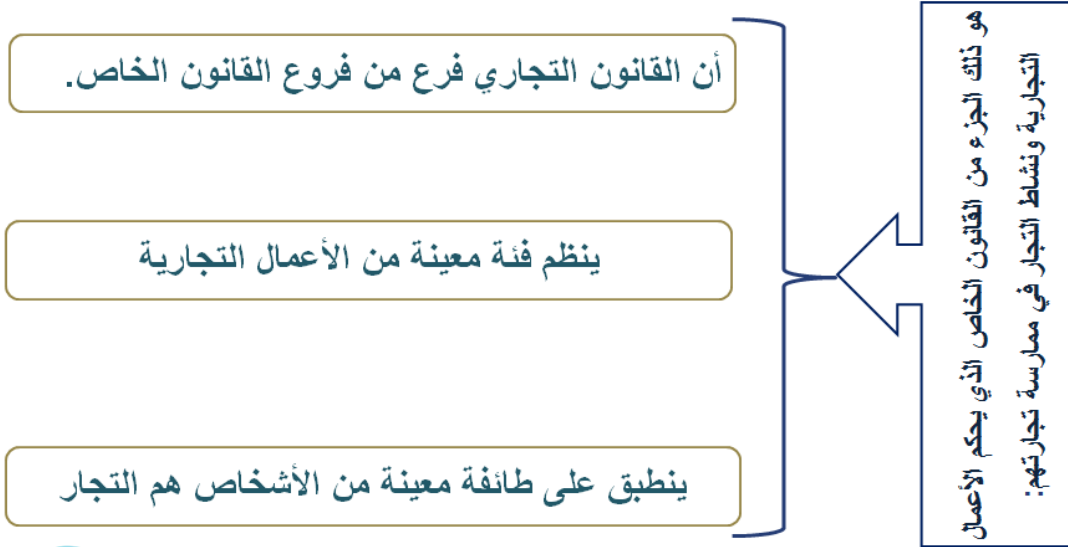 هو ذلك الجزء من القانون الخاص الذي يحكم الأعمال
التجارية ونشاط التجار في ممارسة تجارتهم:
أن القانون التجاري فرع من فروع القانون الخاص.
ينظم فئة معينة من الأعمال التجارية
ينطبق على طائفة معينة من الأشخاص هم التجار